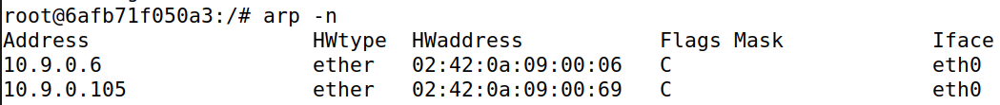 root@6afb71f050a3:/# arp -n
Address                  HWtype  HWaddress           Flags Mask            Iface
10.9.0.6                 ether   02:42:0a:09:00:06   C                     eth0
10.9.0.105               ether   02:42:0a:09:00:69   C                     eth0